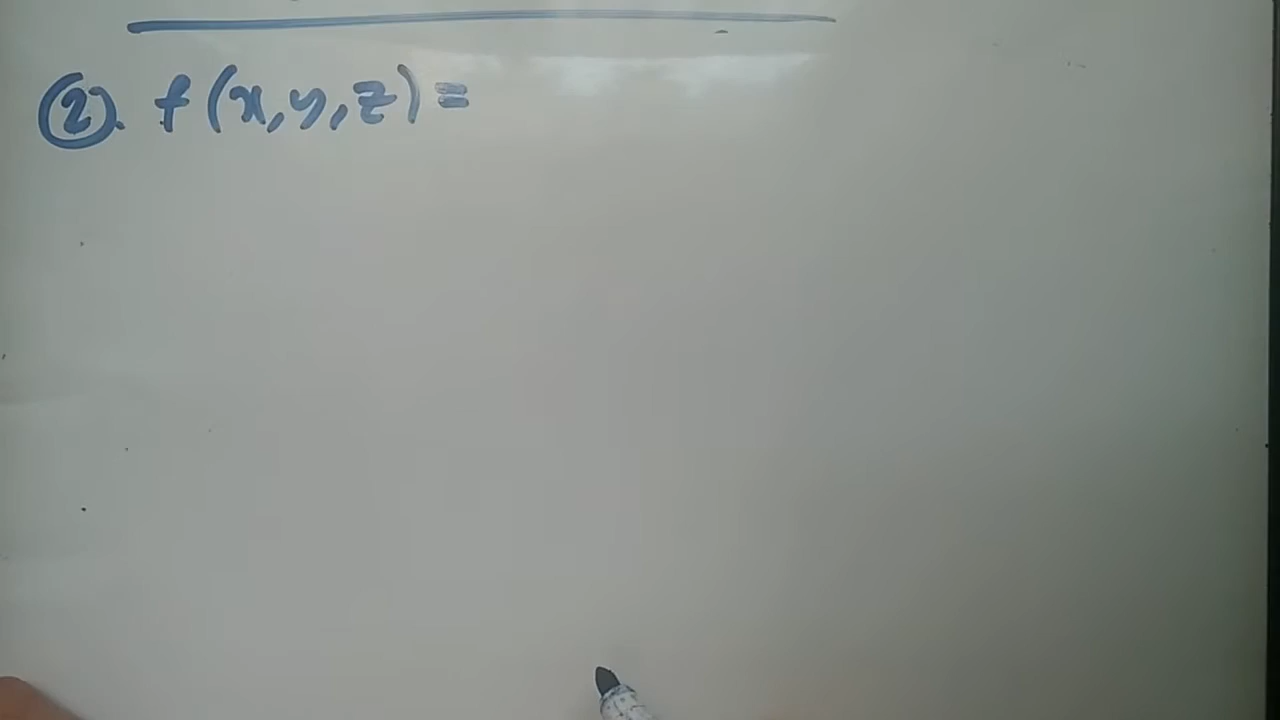 ②. f(x,y,z) =